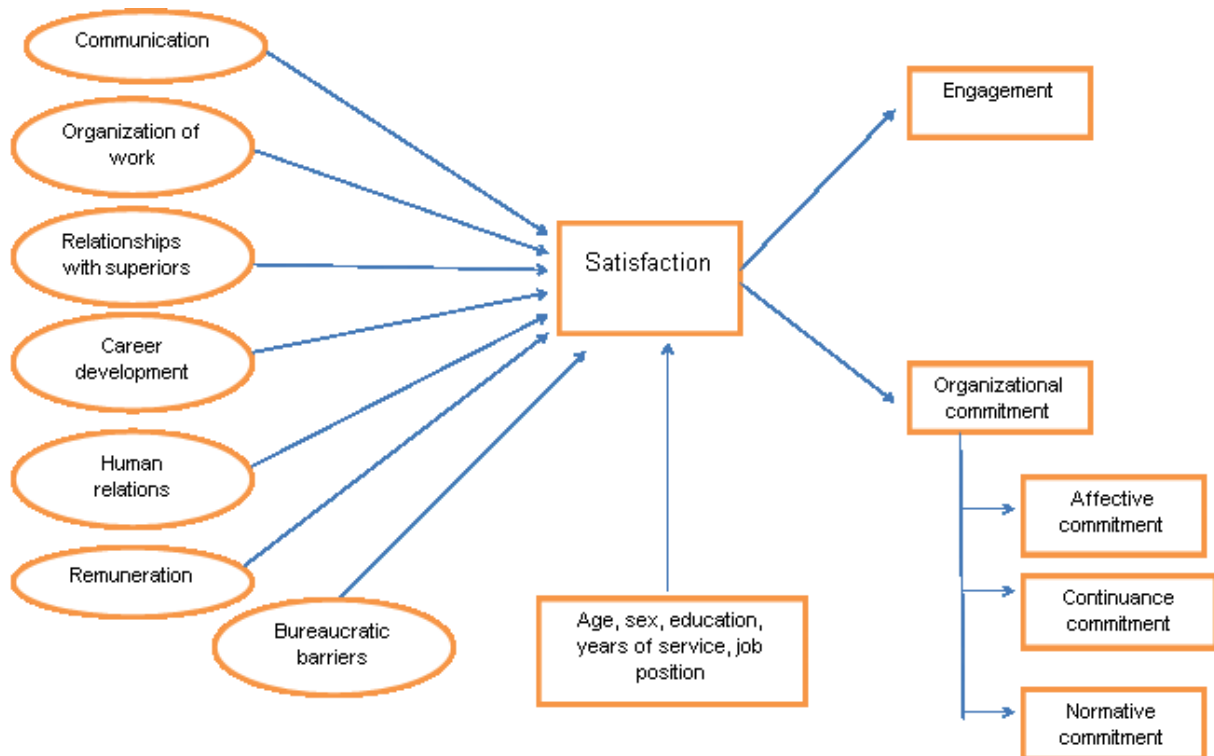 Communication
Organization of
work
Relationships
with superiors
Career
development
Human
relations
Remuneration
Bureaucratic
barriers
Satisfaction
Age, sex, education,
years of service, job
position
Engagement
Organizational
commitment
Affective
commitment
Continuance
commitment
Normative
commitment